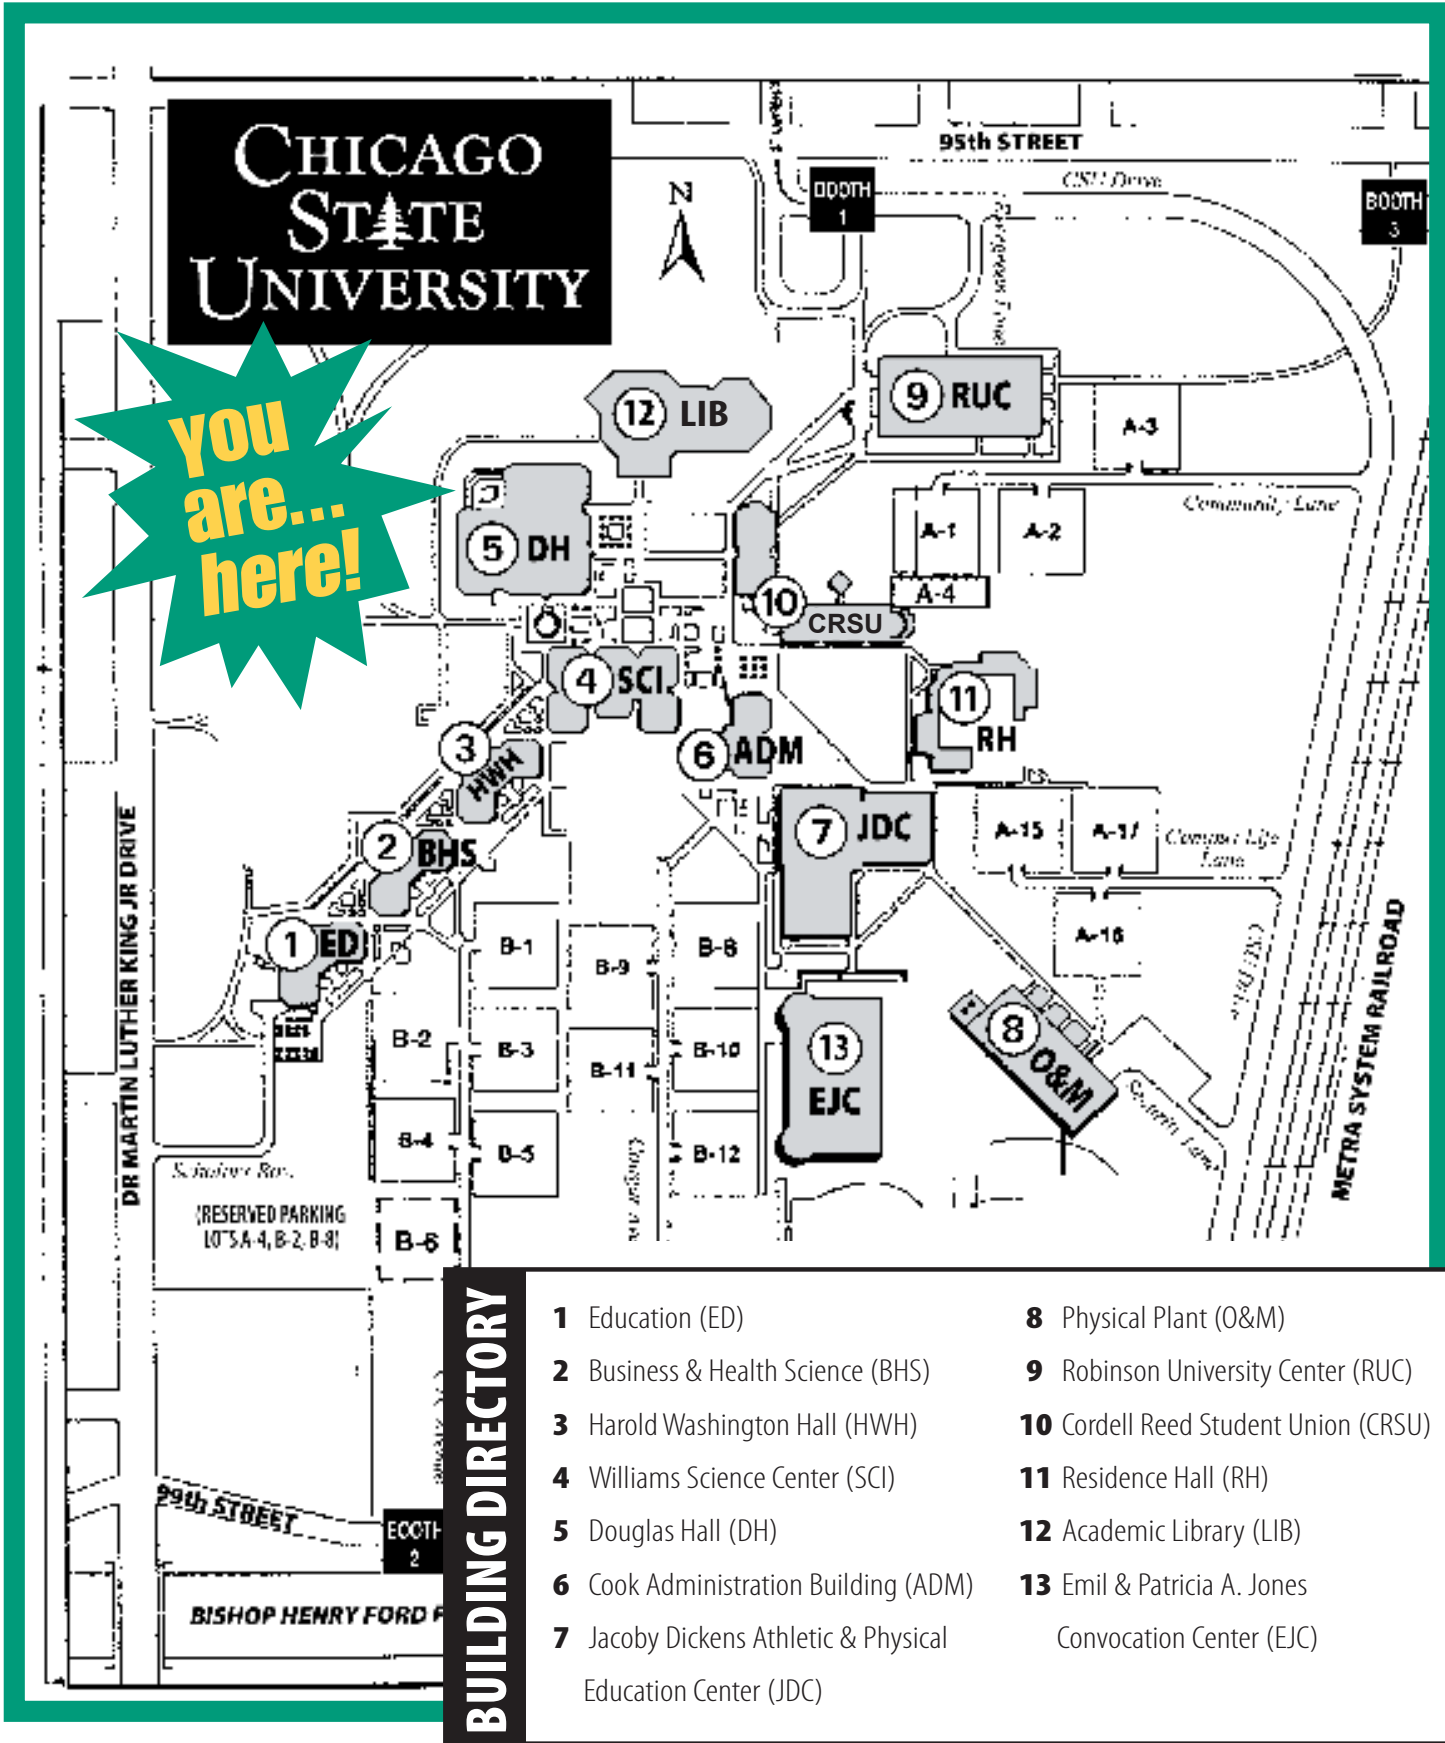 CHICAGO
STATE
UNIVERSITY
N
95th STREET
CSU Drive
BOOTH
1
BOOTH
3
you
are...
here!
12 LIB
9 RUC
A-3
Community Lane
5 DH
A-1
A-2
A-4
10
CRSU
4 SCI
11
RH
3
HWH
6 ADM
7 JDC
A-15
A-17
Lane
2
BHS
1 ED
B-1
B-9
B-8
A-16
DR MARTIN LUTHER KING JR DRIVE
METRA SYSTEM RAILROAD
B-2
B-3
B-11
B-10
13
EJC
8
O&M
B-4
B-5
B-12
(RESERVED PARKING
LOTS A-4, B-2, B-8)
B-6
99th STREET
BOOTH
2
BISHOP HENRY FORD
BUILDING DIRECTORY
1 Education (ED)
2 Business & Health Science (BHS)
3 Harold Washington Hall (HWH)
4 Williams Science Center (SCI)
5 Douglas Hall (DH)
6 Cook Administration Building (ADM)
7 Jacoby Dickens Athletic & Physical
Education Center (JDC)
8 Physical Plant (O&M)
9 Robinson University Center (RUC)
10 Cordell Reed Student Union (CRSU)
11 Residence Hall (RH)
12 Academic Library (LIB)
13 Emil & Patricia A. Jones
Convocation Center (EJC)